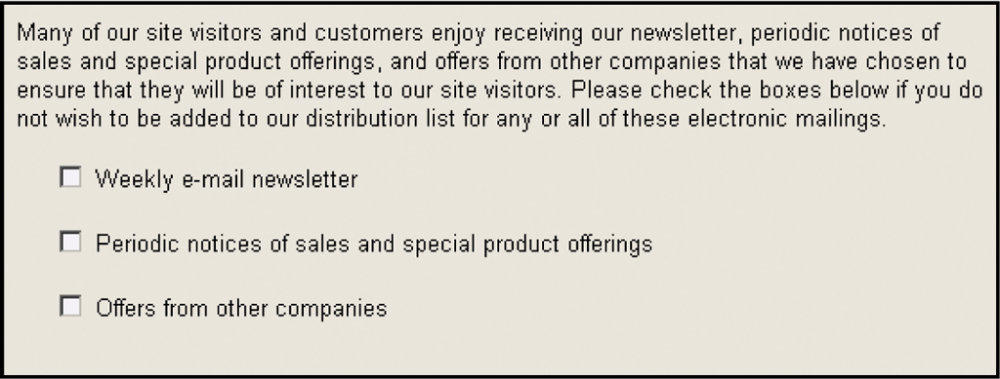 Many of our site visitors and customers enjoy receiving our newsletter, periodic notices of
sales and special product offerings, and offers from other companies that we have chosen to
ensure that they will be of interest to our site visitors. Please check the boxes below if you do
not wish to be added to our distribution list for any or all of these electronic mailings.
Weekly e-mail newsletter
Periodic notices of sales and special product offerings
Offers from other companies